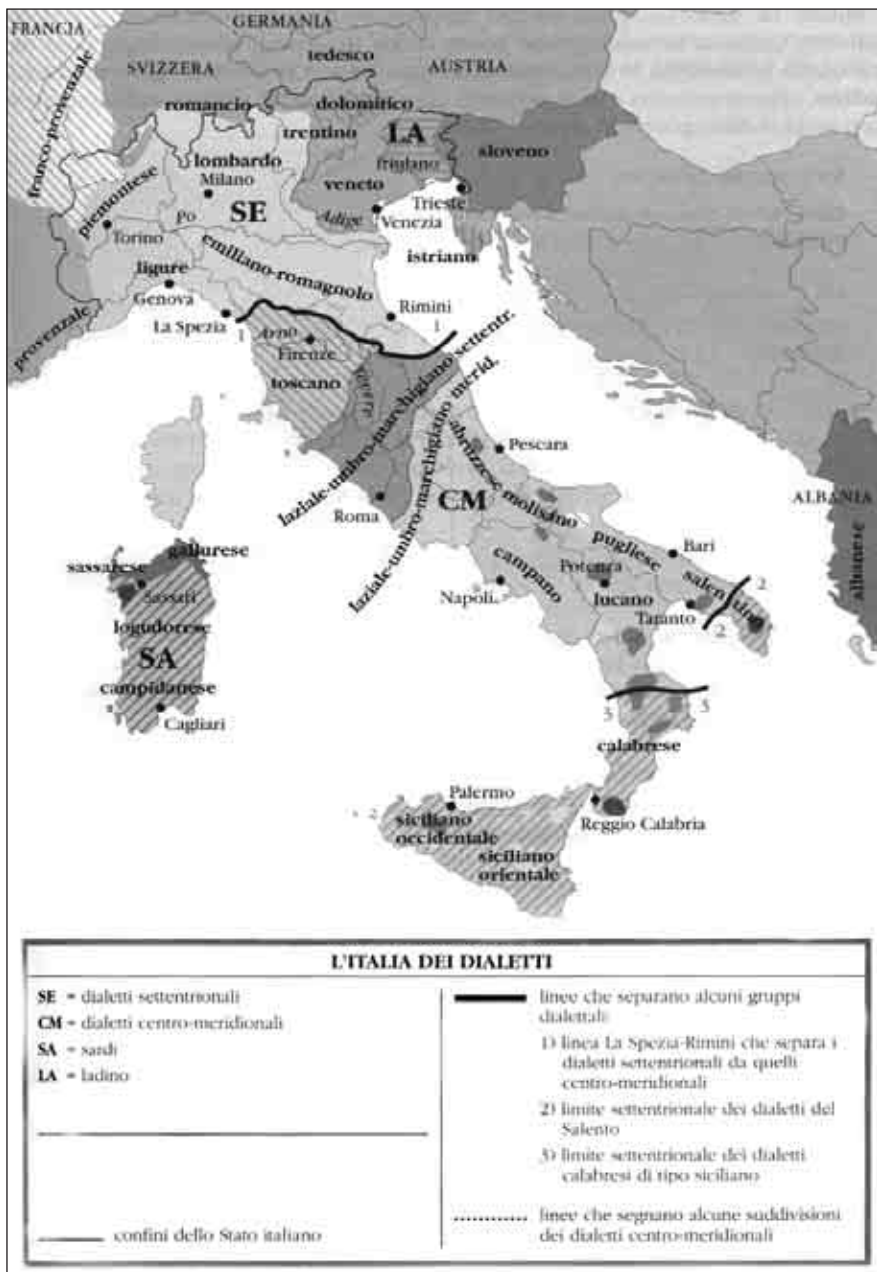 FRANCIA
GERMANIA
tedesco
SVIZZERA
AUSTRIA
franco-provenzale
romancio
dolomitico
trentino
LA
friulano
sloveno
lombardo
Milano
piemontese
veneto
Trieste
Po
SE
Adige
Venezia
Torino
istriano
emiliano-romagnolo
ligure
Genova
Rimini
La Spezia
1
1
provenzale
Arno
Firenze
toscano
Tevere
laziale-umbro-marchigiano settentr.
laziale-umbro-marchigiano merid.
abruzzese molisano
Pescara
CM
Roma
ALBANIA
albanese
gallurese
sassarese
Sassari
pugliese
Bari
campano
Potenza
salentino
2
Napoli
lucano
Taranto
2
logudorese
SA
campidanese
Cagliari
3
3
calabrese
Palermo
siciliano
occidentale
Reggio Calabria
siciliano
orientale
L'ITALIA DEI DIALETTI
SE = dialetti settentrionali
CM = dialetti centro-meridionali
SA = sardi
LA = ladino
confini dello Stato italiano
linee che separano alcuni gruppi
dialettali:
1) linea La Spezia-Rimini che separa i
dialetti settentrionali da quelli
centro-meridionali
2) limite settentrionale dei dialetti del
Salento
3) limite settentrionale dei dialetti
calabresi di tipo siciliano
linee che segnano alcune suddivisioni
dei dialetti centro-meridionali